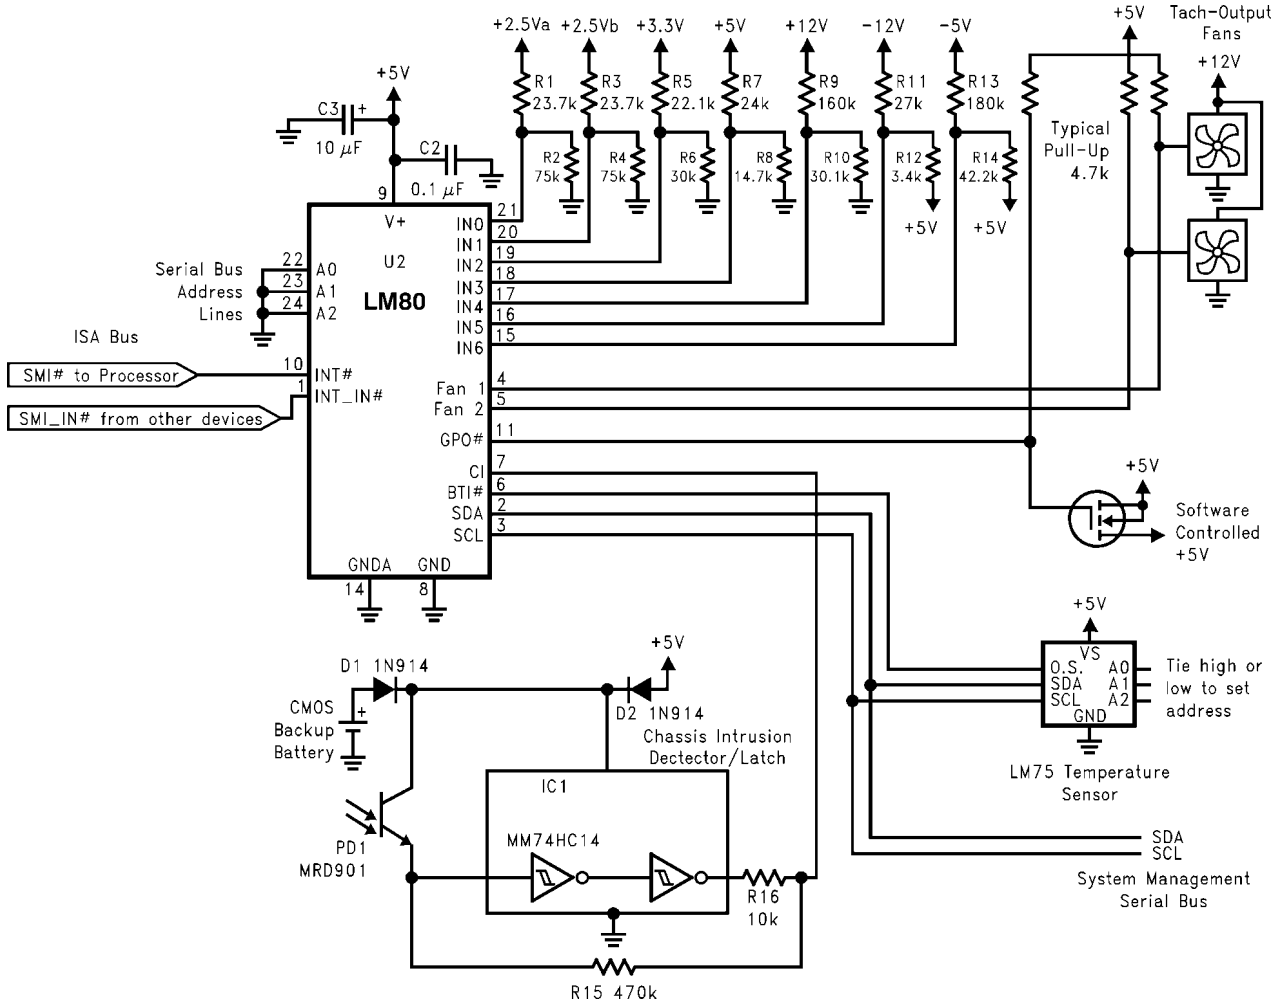 +2.5Va
+2.5Vb
+3.3V
+5V
+12V
-12V
-5V
+5V
Tach-Output
Fans
+12V
R1
23.7k
R3
23.7k
R5
22.1k
R7
24k
R9
160k
R11
27k
R13
180k
Typical
Pull-Up
4.7k
R2
75k
R4
75k
R6
30k
R8
14.7k
R10
30.1k
R12
3.4k
R14
42.2k
+5V
+5V
+5V
C3
+
10 μF
C2
0.1 μF
9
V+
U2
LM80
21
IN0
20
IN1
19
IN2
18
IN3
17
IN4
16
IN5
15
IN6
Serial Bus
Address
Lines
22
A0
23
A1
24
A2
ISA Bus
SMI# to Processor
10
INT#
1
INT_IN#
SMI_IN# from other devices
Fan 1
4
Fan 2
5
GPO#
11
CI
7
BTI#
6
SDA
2
SCL
3
GNDA
GND
14
8
+5V
Software
Controlled
+5V
+5V
VS
O.S.
A0
SDA
A1
SCL
A2
GND
Tie high or
low to set
address
LM75 Temperature
Sensor
SDA
SCL
System Management
Serial Bus
D1 1N914
+5V
D2 1N914
CMOS
Backup
Battery
+
Chassis Intrusion
Dectector/Latch
IC1
MM74HC14
PD1
MRD901
R16
10k
R15 470k